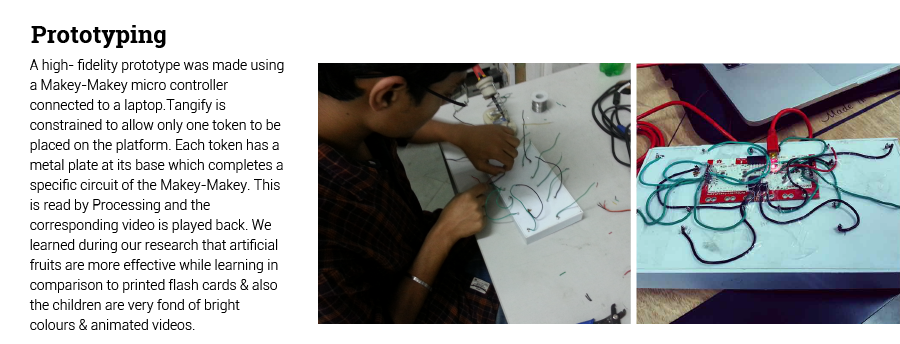 Prototyping
A high- fidelity prototype was made using
a Makey-Makey micro controller
connected to a laptop.Tangify is
constrained to allow only one token to be
placed on the platform. Each token has a
metal plate at its base which completes a
specific circuit of the Makey-Makey. This
is read by Processing and the
corresponding video is played back. We
learned during our research that artificial
fruits are more effective while learning in
comparison to printed flash cards & also
the children are very fond of bright
colours & animated videos.
Made